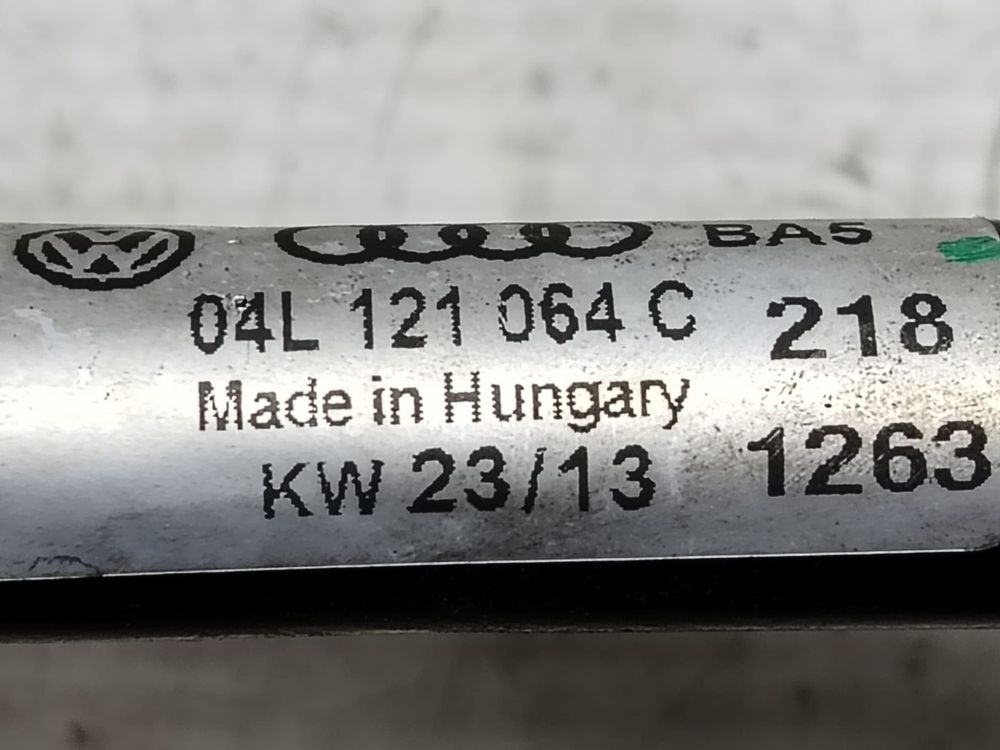 BA5
04L 121 064 C 218
Made in Hungary
KW 23/13 1263